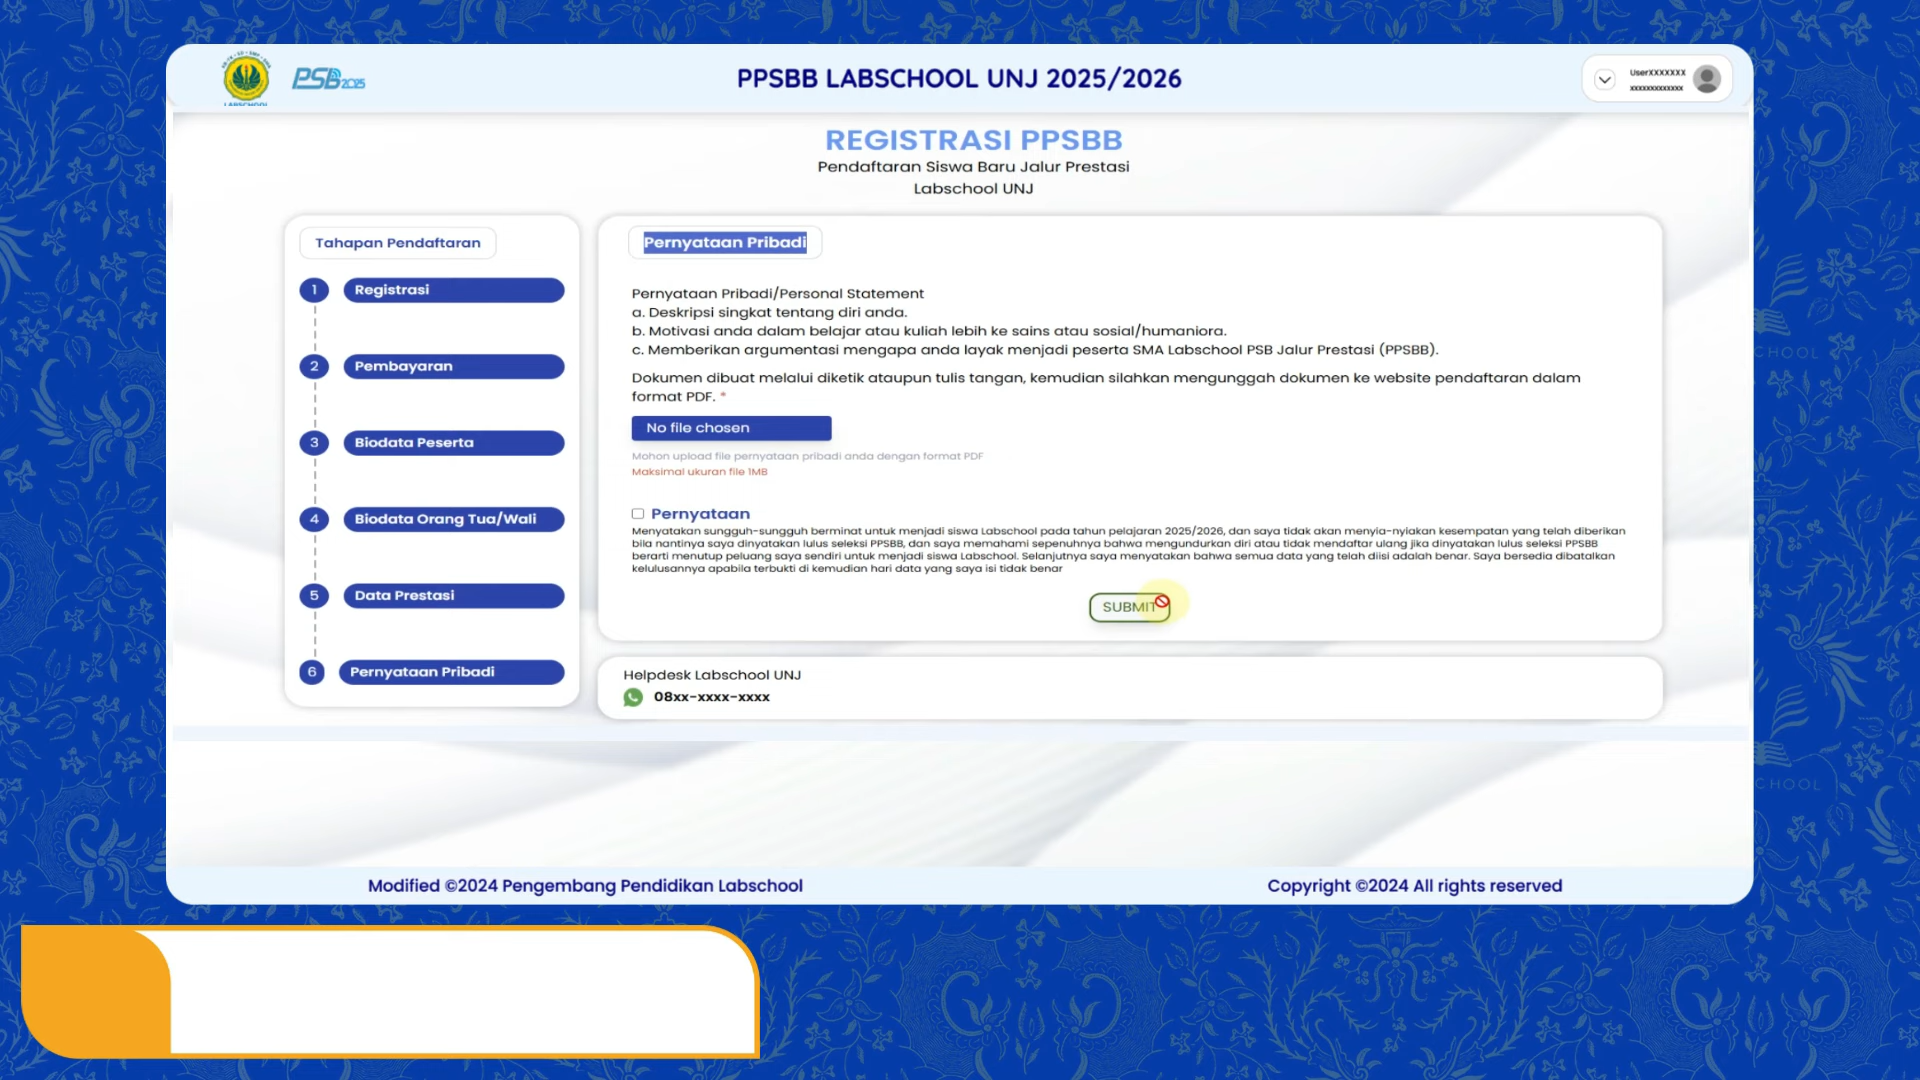 LABSCHOOL
PSB 2025
PPSBB LABSCHOOL UNJ 2025/2026
UserXXXXXXX
xxxxxxxxxxxxx
REGISTRASI PPSBB
Pendaftaran Siswa Baru Jalur Prestasi
Labschool UNJ
Tahapan Pendaftaran
1 Registrasi
2 Pembayaran
3 Biodata Peserta
4 Biodata Orang Tua/Wali
5 Data Prestasi
6 Pernyataan Pribadi
Pernyataan Pribadi
Pernyataan Pribadi/Personal Statement
a. Deskripsi singkat tentang diri anda.
b. Motivasi anda dalam belajar atau kuliah lebih ke sains atau sosial/humaniora.
c. Memberikan argumentasi mengapa anda layak menjadi peserta SMA Labschool PSB Jalur Prestasi (PPSBB).
Dokumen dibuat melalui diketik ataupun tulis tangan, kemudian silahkan mengunggah dokumen ke website pendaftaran dalam
format PDF. *
No file chosen
Mohon upload file pernyataan pribadi anda dengan format PDF
Maksimal ukuran file 1MB
Pernyataan
Menyatakan sungguh-sungguh berminat untuk menjadi siswa Labschool pada tahun pelajaran 2025/2026, dan saya tidak akan menyia-nyiakan kesempatan yang telah diberikan
bila nantinya saya dinyatakan lulus seleksi PPSBB, dan saya memahami sepenuhnya bahwa mengundurkan diri atau tidak mendaftar ulang jika dinyatakan lulus seleksi PPSBB
berarti menutup peluang saya sendiri untuk menjadi siswa Labschool. Selanjutnya saya menyatakan bahwa semua data yang telah diisi adalah benar. Saya bersedia dibatalkan
kelulusannya apabila terbukti di kemudian hari data yang saya isi tidak benar
SUBMIT
Helpdesk Labschool UNJ
08xx-xxxx-xxxx
Modified ©2024 Pengembang Pendidikan Labschool
Copyright ©2024 All rights reserved